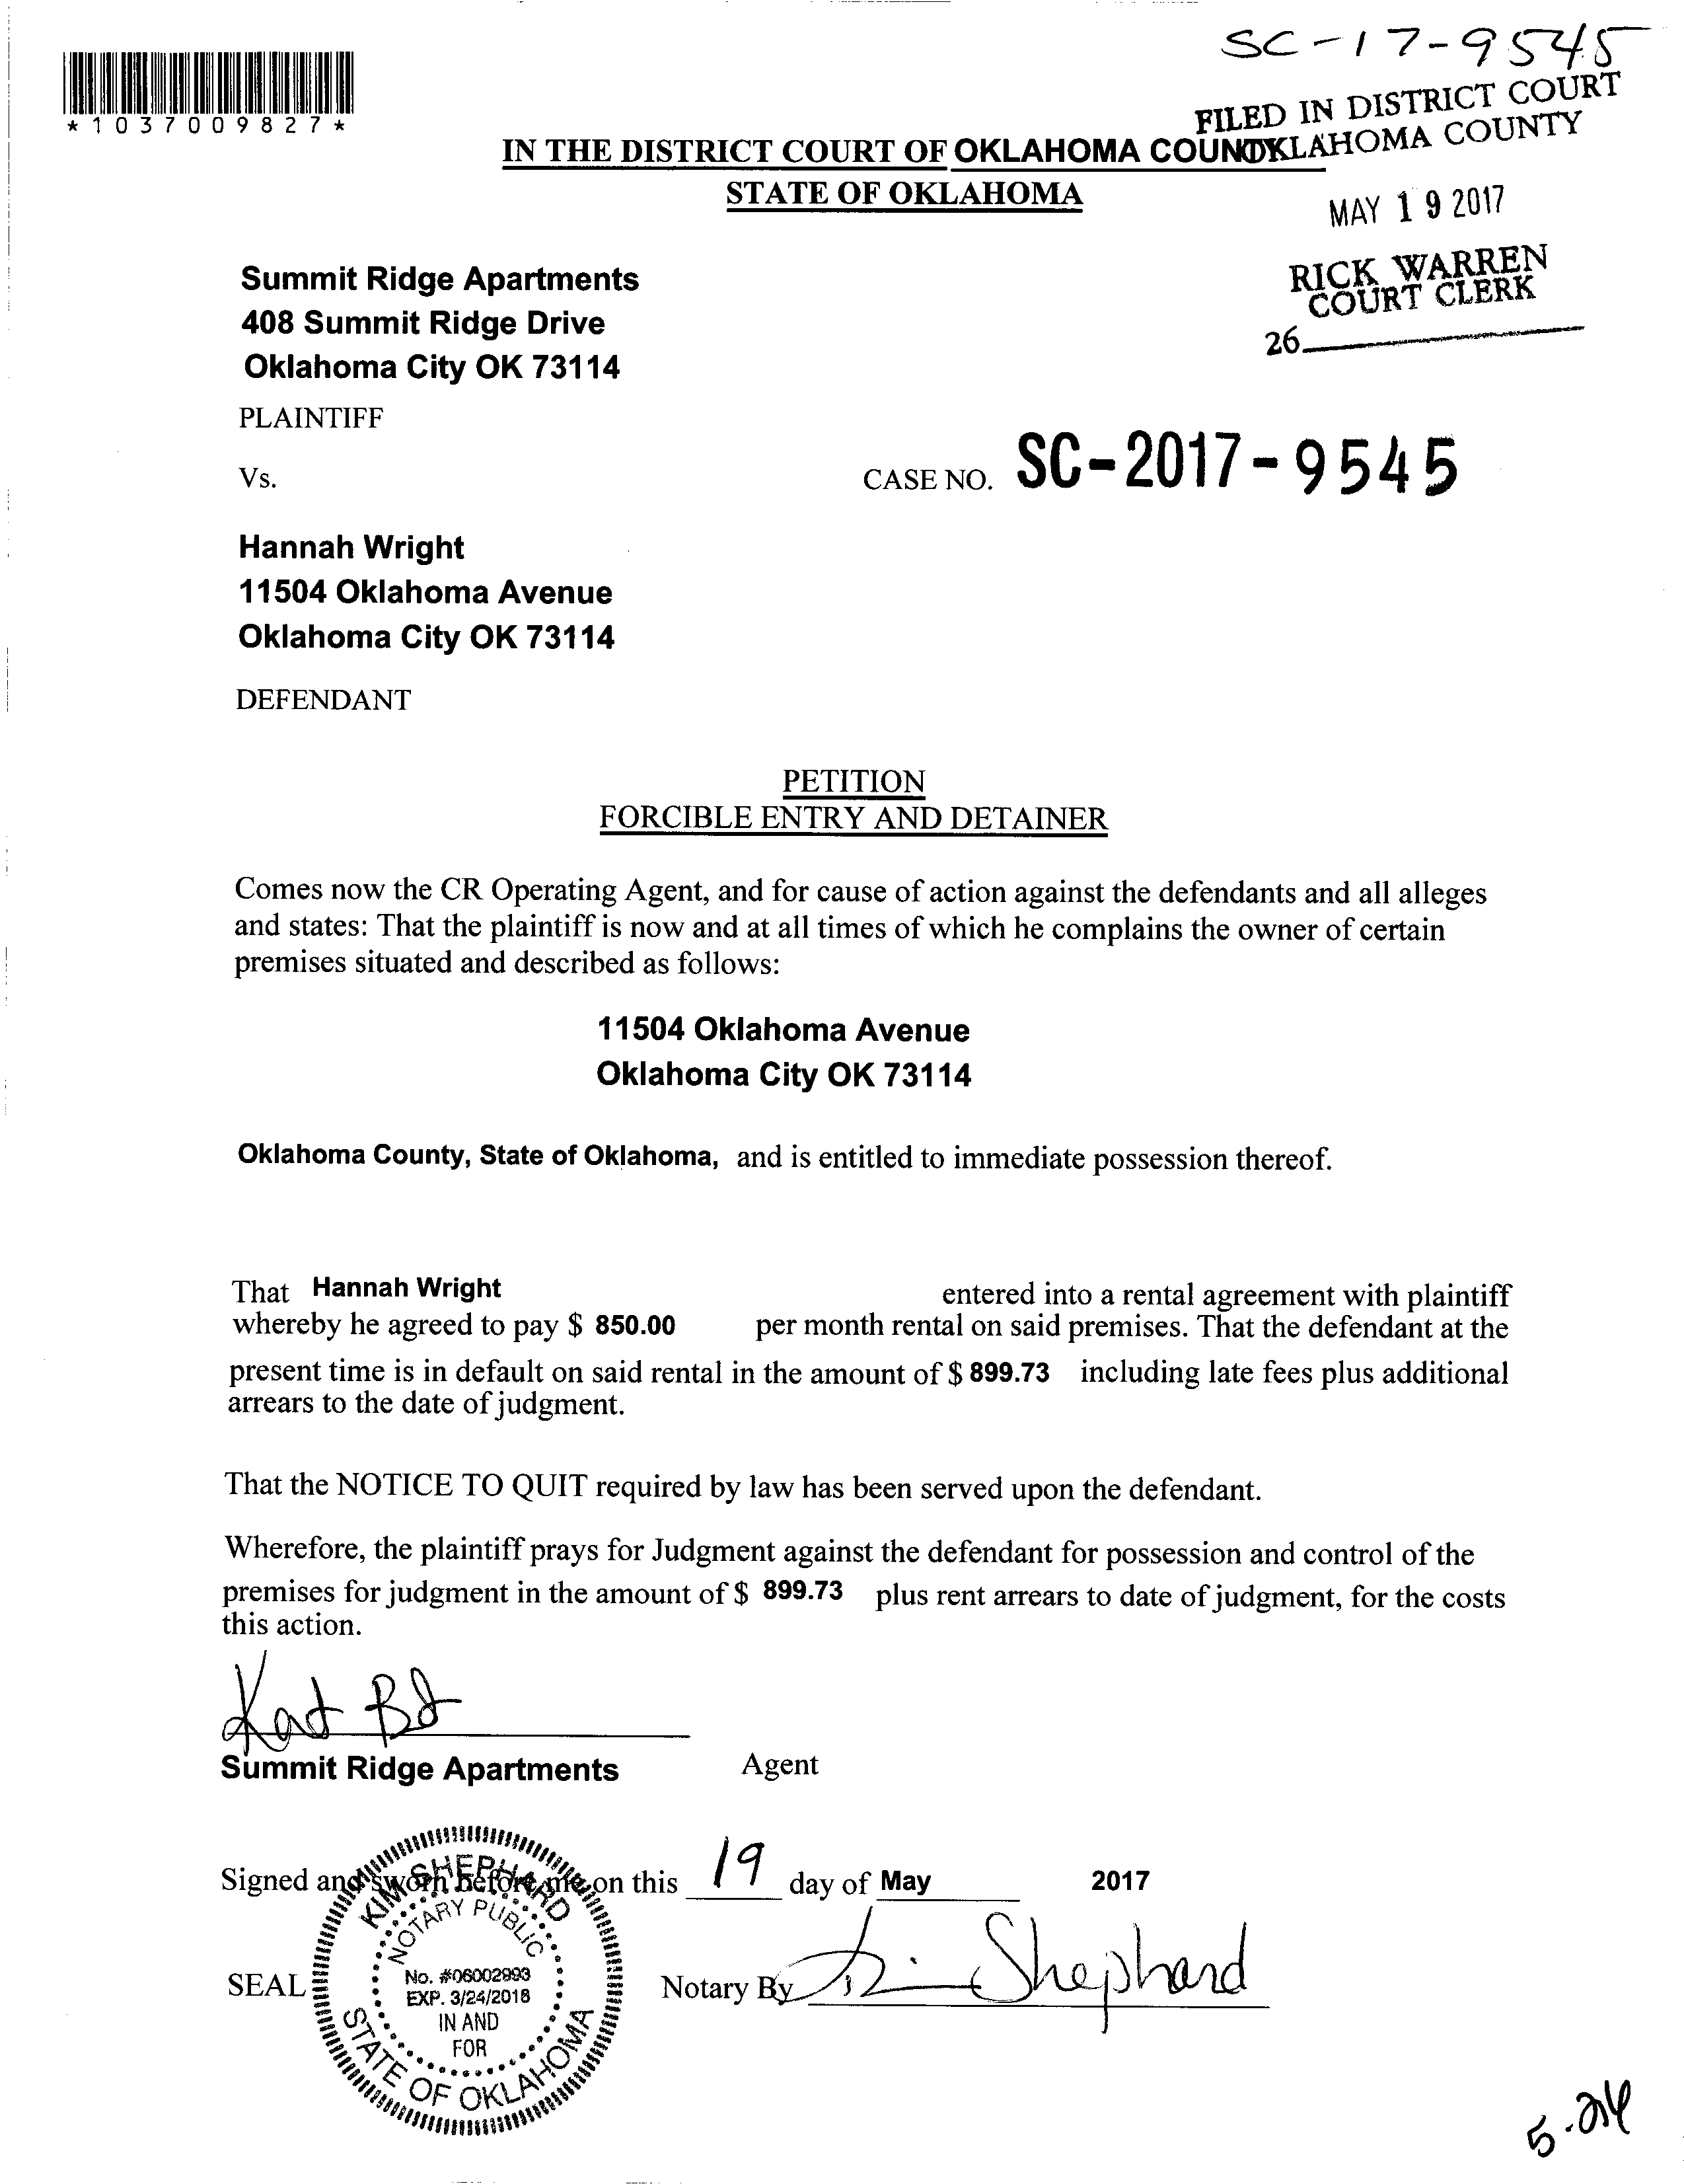 SC-17-9545
*1037009827*
FILED IN DISTRICT COURT
OKLAHOMA COUNTY
IN THE DISTRICT COURT OF OKLAHOMA COUN
STATE OF OKLAHOMA
MAY 19 2017
RICK WARREN
COURT CLERK
26
Summit Ridge Apartments
408 Summit Ridge Drive
Oklahoma City OK 73114
PLAINTIFF
Vs.
CASE NO. SC-2017-9545
Hannah Wright
11504 Oklahoma Avenue
Oklahoma City OK 73114
DEFENDANT
PETITION
FORCIBLE ENTRY AND DETAINER
Comes now the CR Operating Agent, and for cause of action against the defendants and all alleges
and states: That the plaintiff is now and at all times of which he complains the owner of certain
premises situated and described as follows:
11504 Oklahoma Avenue
Oklahoma City OK 73114
Oklahoma County, State of Oklahoma, and is entitled to immediate possession thereof.
That Hannah Wright entered into a rental agreement with plaintiff
whereby he agreed to pay $ 850.00 per month rental on said premises. That the defendant at the
present time is in default on said rental in the amount of $ 899.73 including late fees plus additional
arrears to the date of judgment.
That the NOTICE TO QUIT required by law has been served upon the defendant.
Wherefore, the plaintiff prays for Judgment against the defendant for possession and control of the
premises for judgment in the amount of $ 899.73 plus rent arrears to date of judgment, for the costs
this action.
Summit Ridge Apartments Agent
Signed and sworn before me on this 19 day of May 2017
KIM SHEPHARD
NOTARY PUBLIC
No. #06002993
EXP. 3/24/2018
IN AND
FOR
STATE OF OKLAHOMA
SEAL
Notary By Kim Shephard
5.24